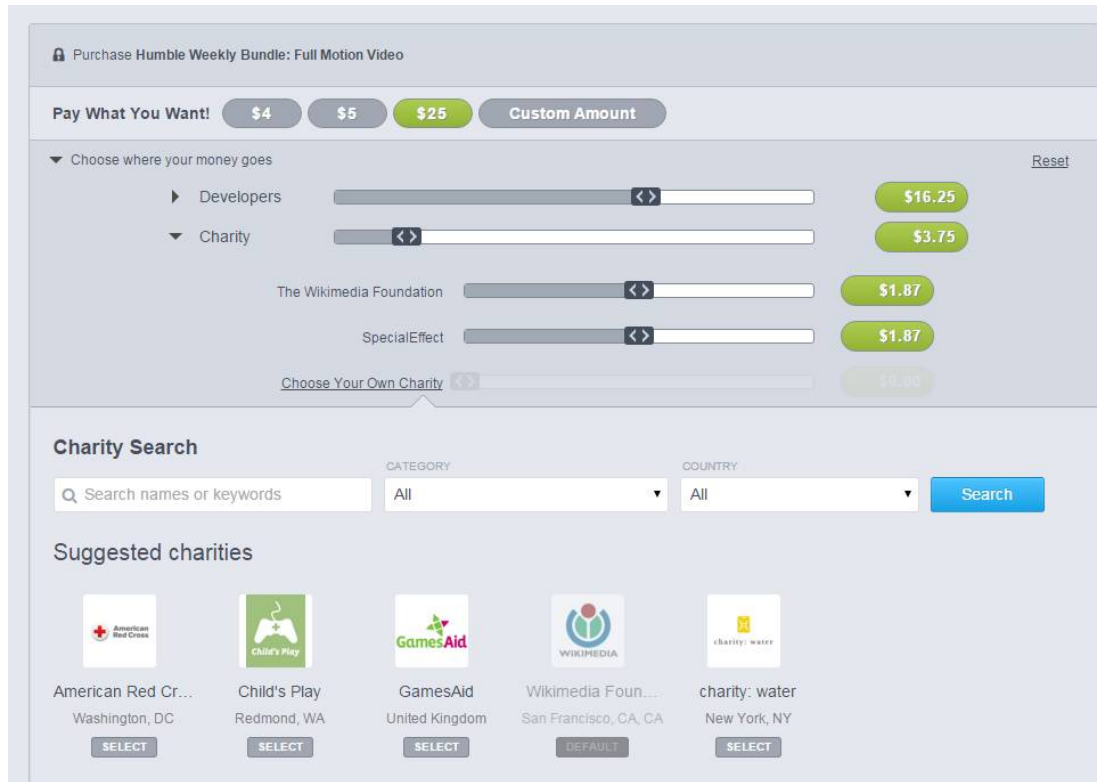 Purchase Humble Weekly Bundle: Full Motion Video
Pay What You Want! $4 $5 $25 Custom Amount
Choose where your money goes Reset
Developers $16.25
Charity $3.75
The Wikimedia Foundation $1.87
SpecialEffect $1.87
Choose Your Own Charity $0.00
Charity Search
CATEGORY COUNTRY
Search names or keywords All All Search
Suggested charities
American Red Cross Child's Play GamesAid WIKIMEDIA charity: water
American Red Cr... Child's Play GamesAid Wikimedia Foun... charity: water
Washington, DC Redmond, WA United Kingdom San Francisco, CA, CA New York, NY
SELECT SELECT SELECT DEFAULT SELECT